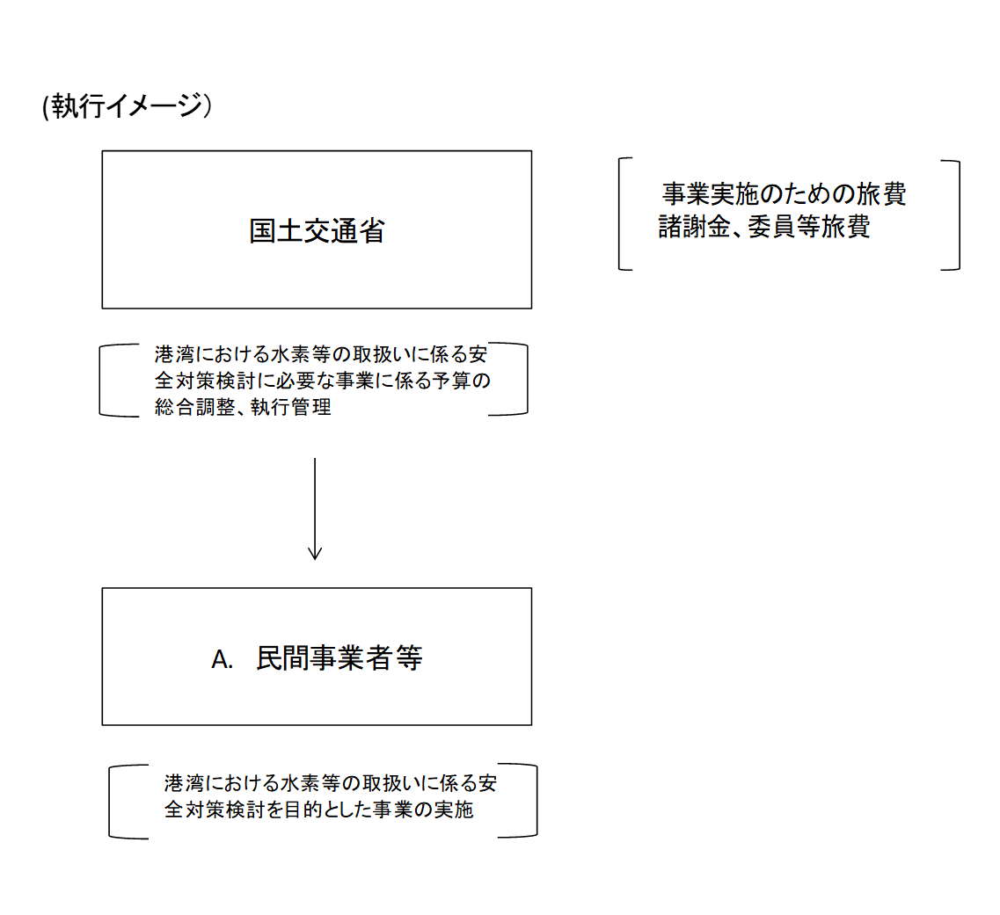 (執行イメージ）
国土交通省
事業実施のための旅費
諸謝金、委員等旅費
港湾における水素等の取扱いに係る安
全対策検討に必要な事業に係る予算の
総合調整、執行管理
A. 民間事業者等
港湾における水素等の取扱いに係る安
全対策検討を目的とした事業の実施